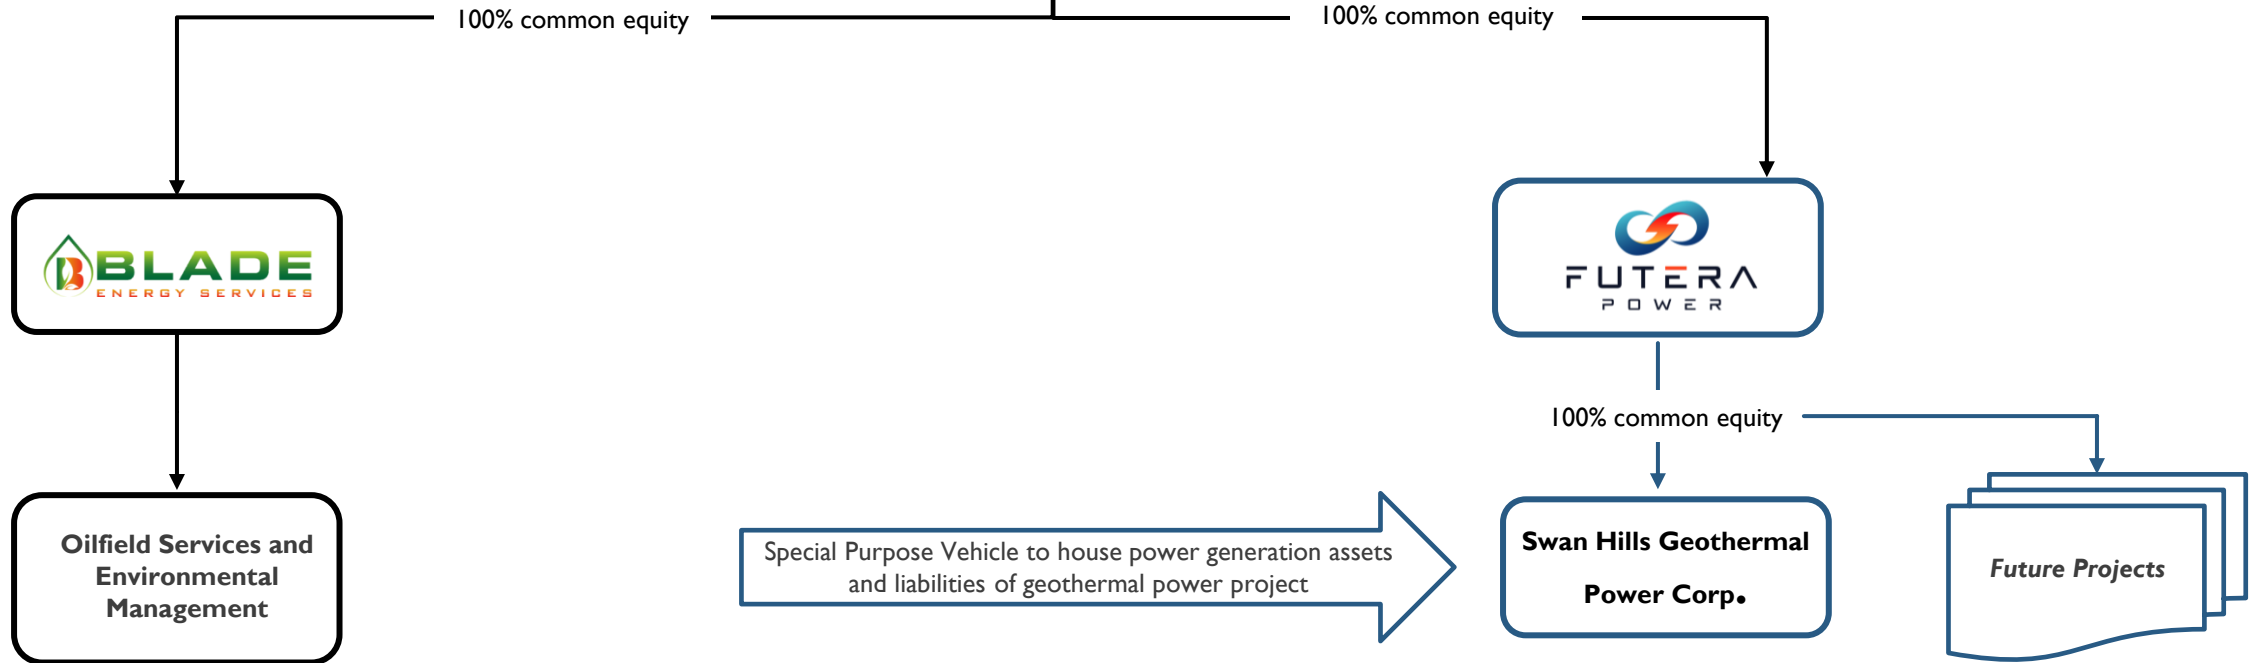 100% common equity
100% common equity
BLADE
ENERGY SERVICES
FUTERA
POWER
100% common equity
Oilfield Services and
Environmental
Management
Special Purpose Vehicle to house power generation assets
and liabilities of geothermal power project
Swan Hills Geothermal
Power Corp.
Future Projects